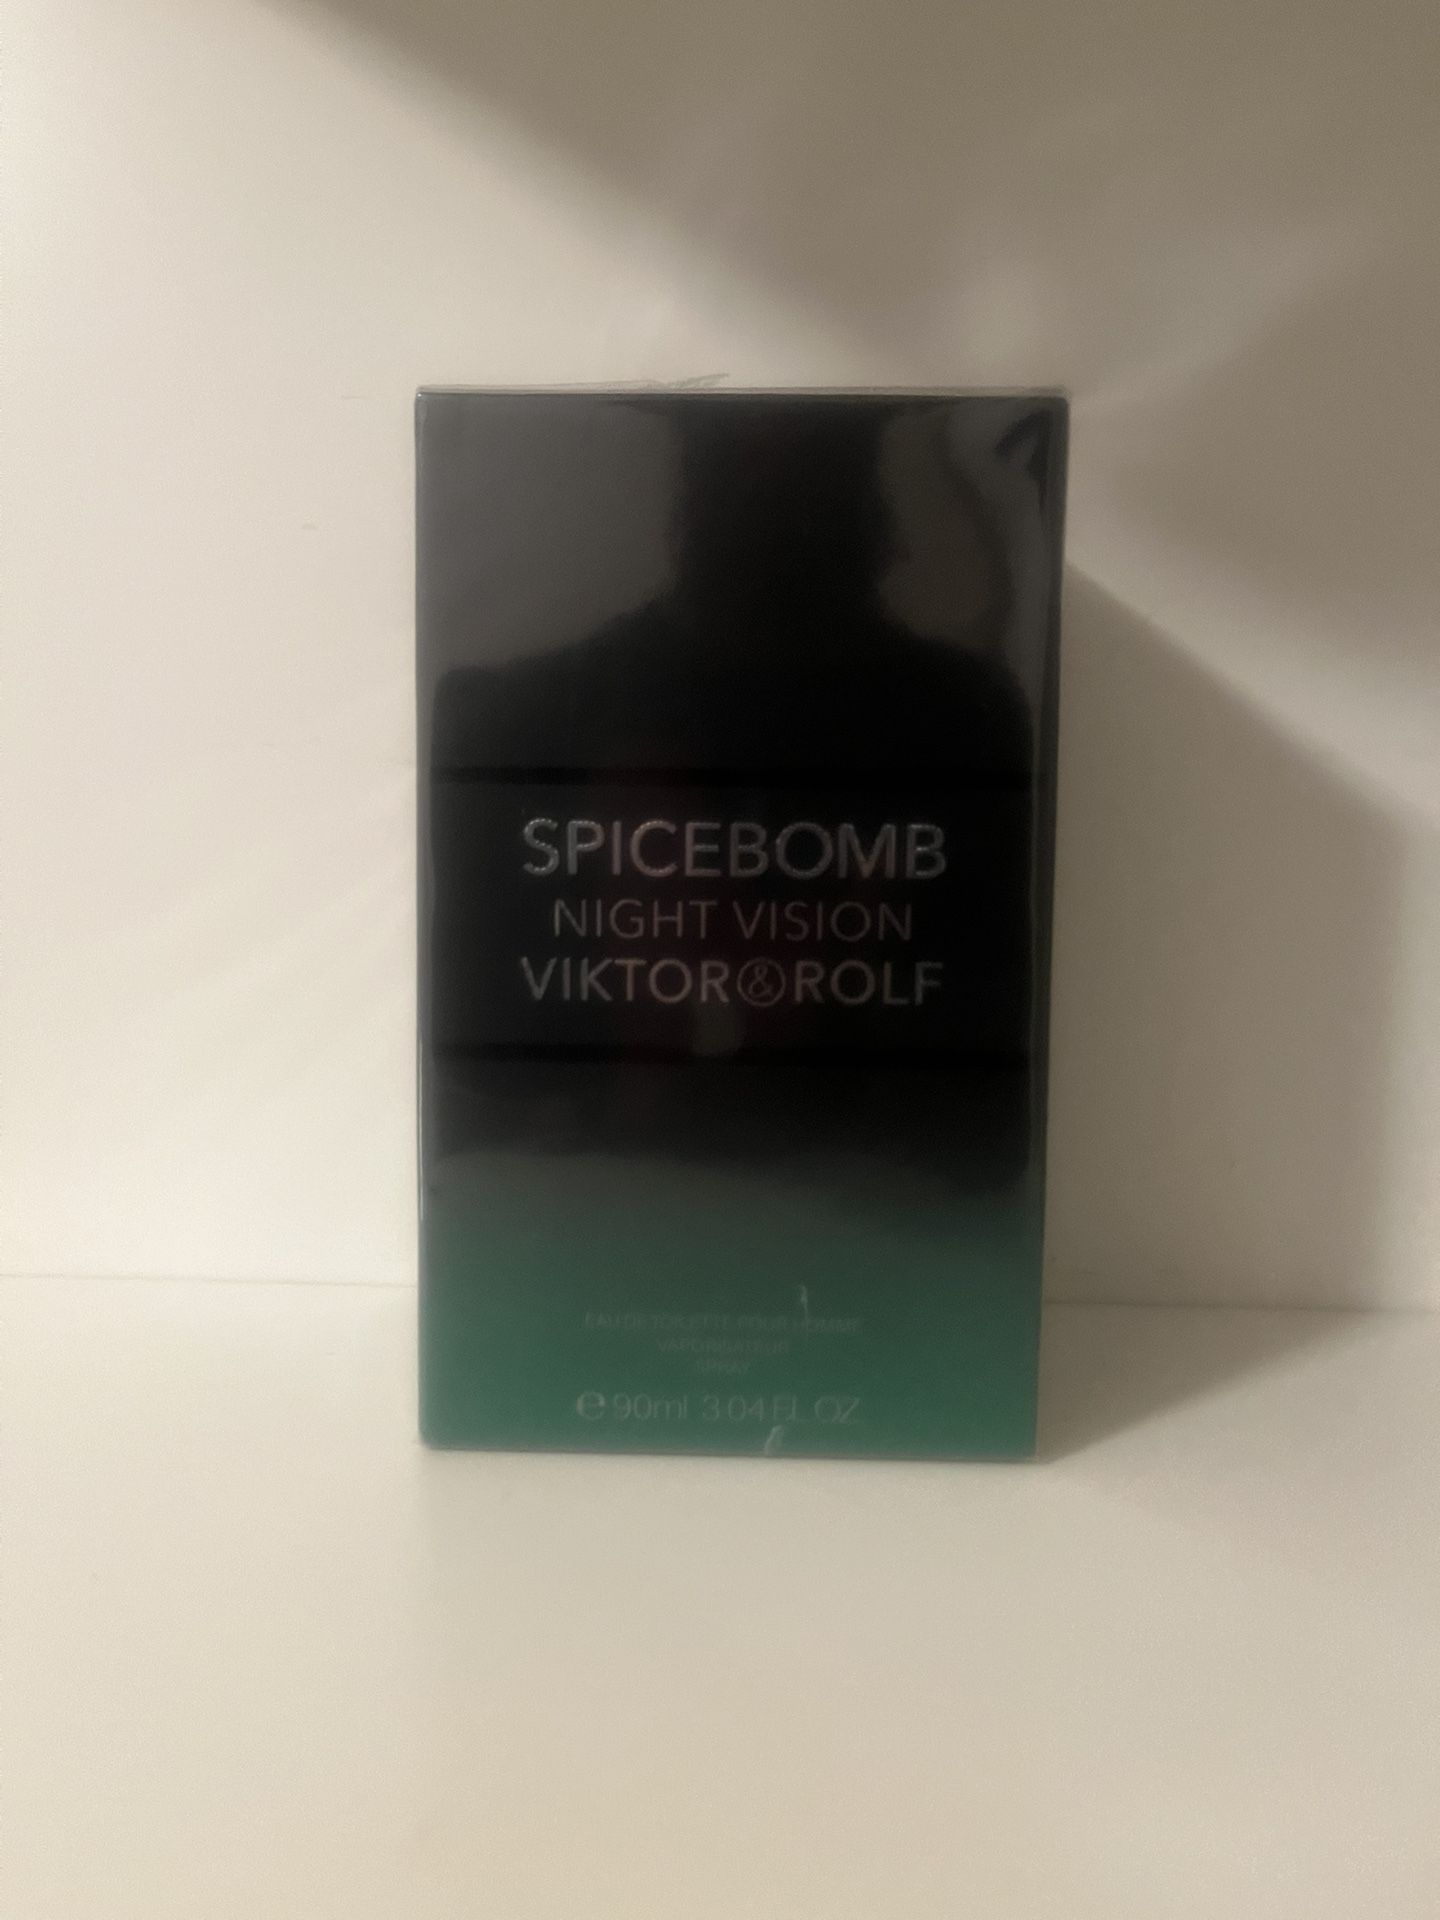 SPICEBOMB
NIGHT VISION
VIKTOR&ROLF
EAU DE TOILETTE POUR HOMME
VAPORISATEUR
SPRAY
℮ 90ml 3.04 FL. OZ